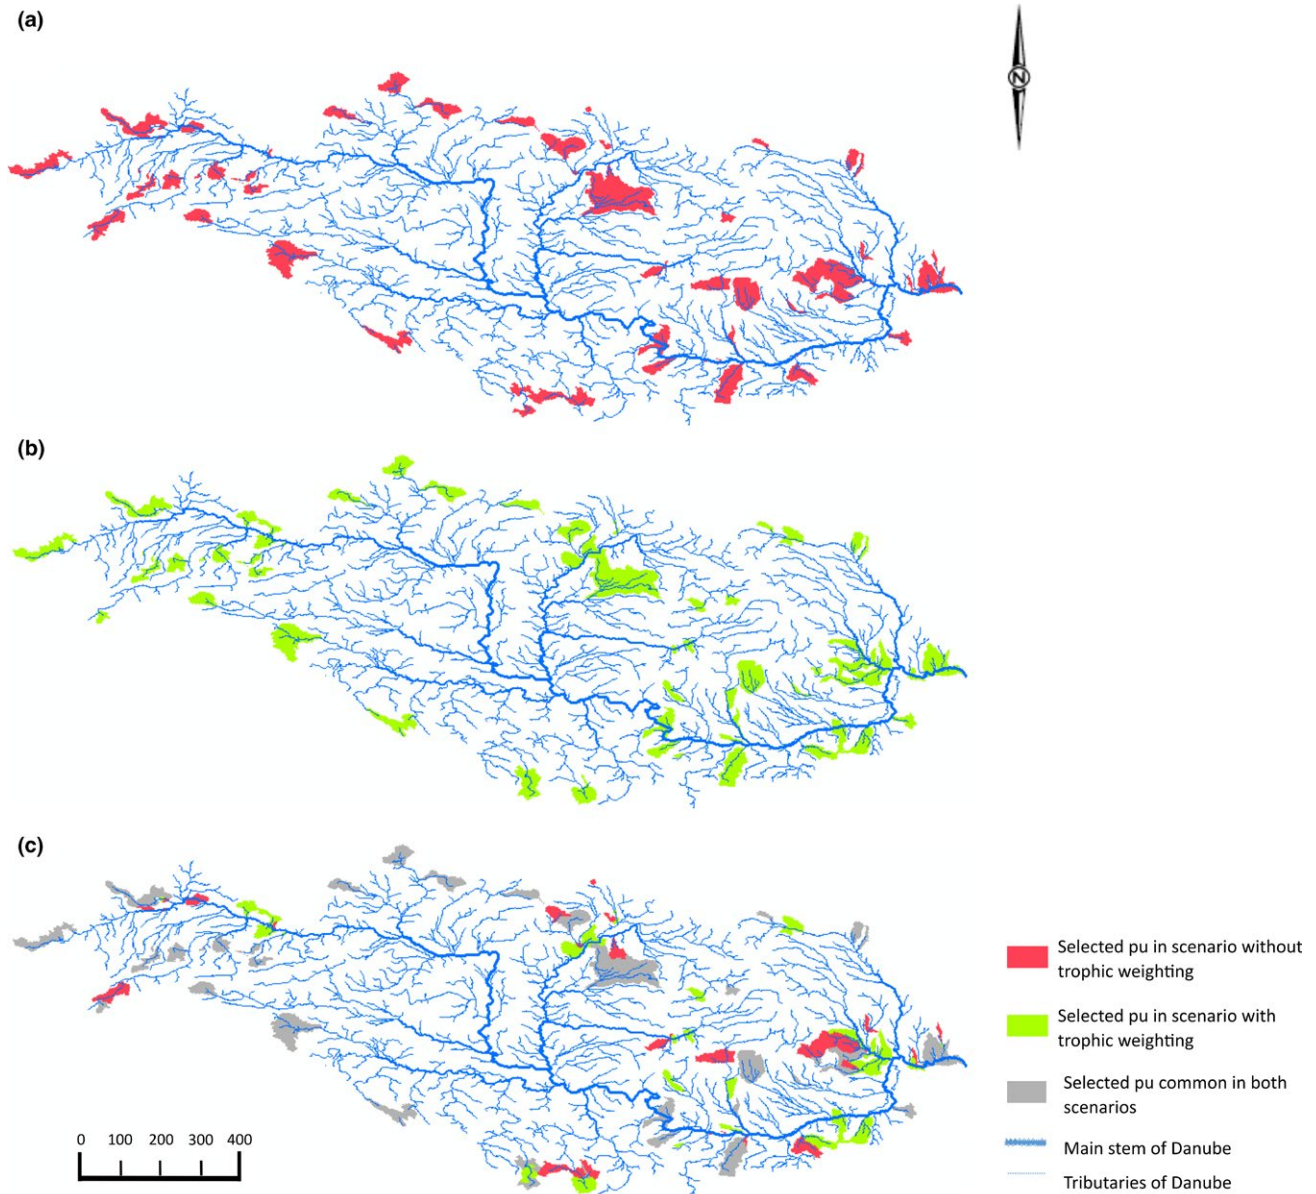 (a)
N
(b)
(c)
Selected pu in scenario without
trophic weighting
Selected pu in scenario with
trophic weighting
Selected pu common in both
scenarios
0 100 200 300 400
Main stem of Danube
Tributaries of Danube